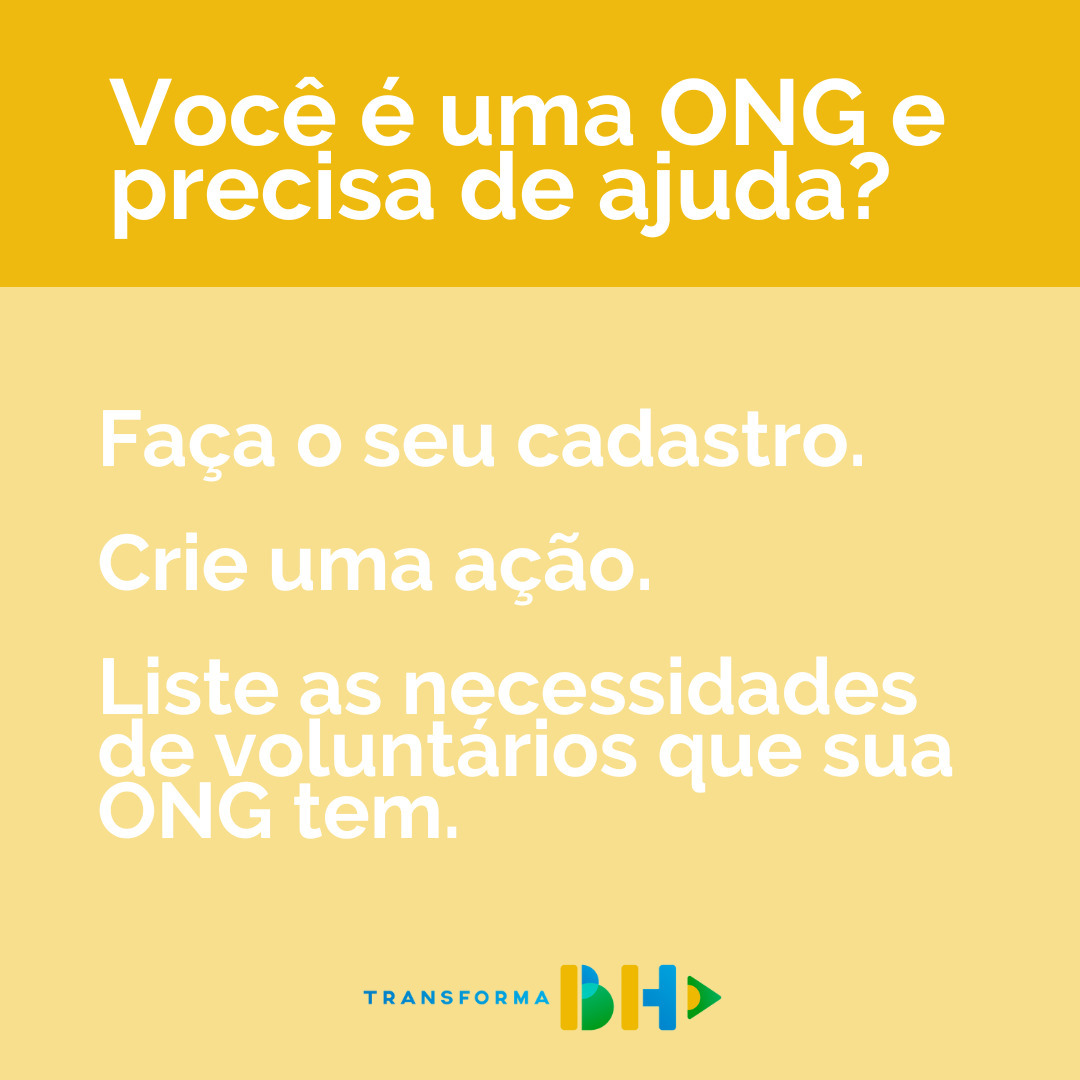 Você é uma ONG e
precisa de ajuda?
Faça o seu cadastro.
Crie uma ação.
Liste as necessidades
de voluntários que sua
ONG tem.
TRANSFORMA BH